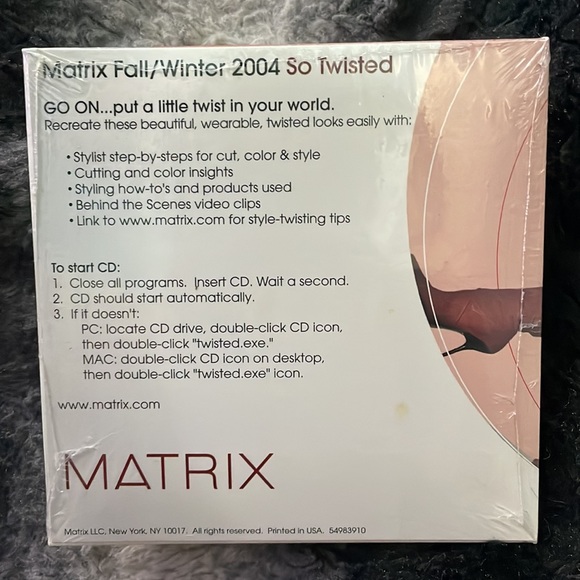 Matrix Fall/Winter 2004 So Twisted
GO ON...put a little twist in your world.
Recreate these beautiful, wearable, twisted looks easily with:
• Stylist step-by-steps for cut, color & style
• Cutting and color insights
• Styling how-to's and products used
• Behind the Scenes video clips
• Link to www.matrix.com for style-twisting tips
To start CD:
1. Close all programs. Insert CD. Wait a second.
2. CD should start automatically.
3. If it doesn't:
PC: locate CD drive, double-click CD icon,
then double-click "twisted.exe."
MAC: double-click CD icon on desktop,
then double-click "twisted.exe" icon.
www.matrix.com
MATRIX
Matrix LLC, New York, NY 10017. All rights reserved. Printed in USA. 54983910